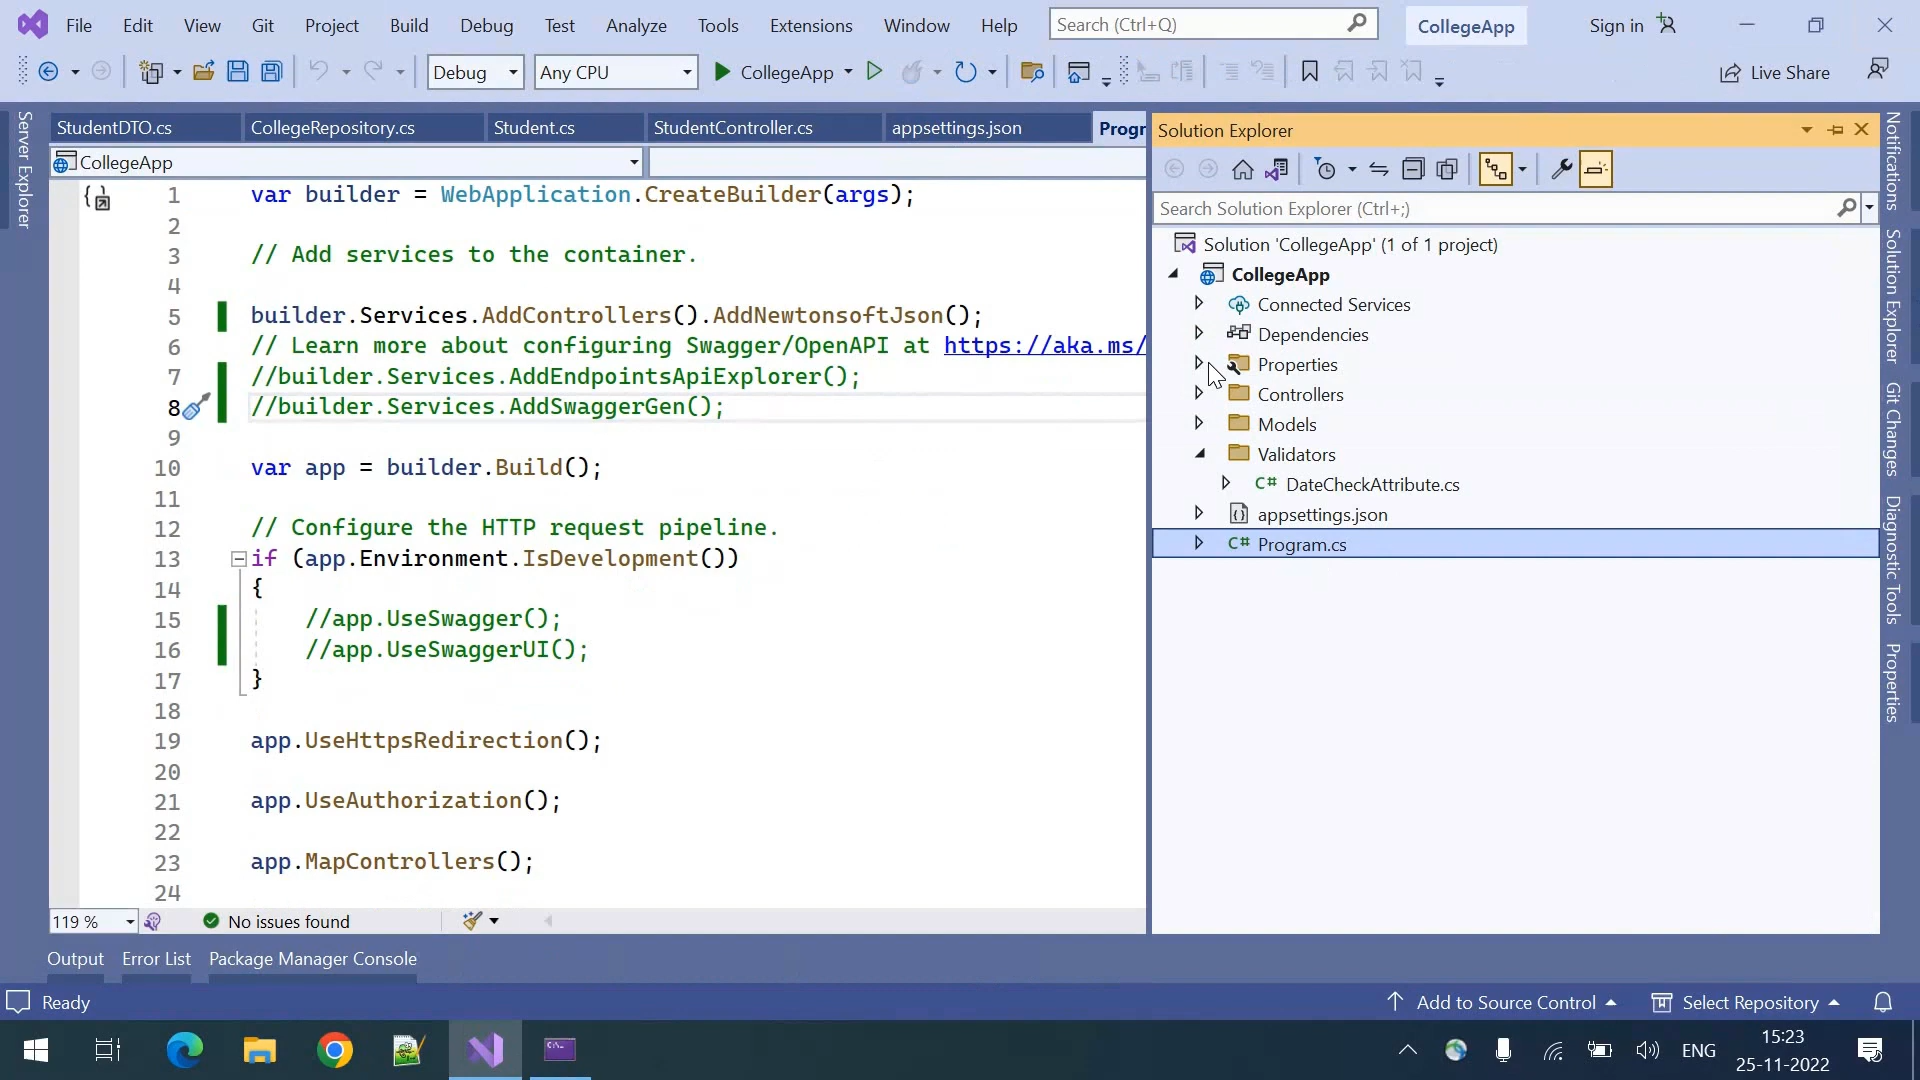 File Edit View Git Project Build Debug Test Analyze Tools Extensions Window Help Search (Ctrl+Q) CollegeApp Sign in
Debug Any CPU CollegeApp Live Share
Server Explorer
StudentDTO.cs CollegeRepository.cs Student.cs StudentController.cs appsettings.json Progr
CollegeApp
1 var builder = WebApplication.CreateBuilder(args);
2
3 // Add services to the container.
4
5 builder.Services.AddControllers().AddNewtonsoftJson();
6 // Learn more about configuring Swagger/OpenAPI at https://aka.ms/
7 //builder.Services.AddEndpointsApiExplorer();
8 //builder.Services.AddSwaggerGen();
9
10 var app = builder.Build();
11
12 // Configure the HTTP request pipeline.
13 if (app.Environment.IsDevelopment())
14 {
15 //app.UseSwagger();
16 //app.UseSwaggerUI();
17 }
18
19 app.UseHttpsRedirection();
20
21 app.UseAuthorization();
22
23 app.MapControllers();
24
119 % No issues found
Solution Explorer
Search Solution Explorer (Ctrl+;)
Solution 'CollegeApp' (1 of 1 project)
CollegeApp
Connected Services
Dependencies
Properties
Controllers
Models
Validators
C# DateCheckAttribute.cs
appsettings.json
C# Program.cs
Notifications
Solution Explorer
Git Changes
Diagnostic Tools
Properties
Output Error List Package Manager Console
Ready Add to Source Control Select Repository
ENG 15:23
25-11-2022